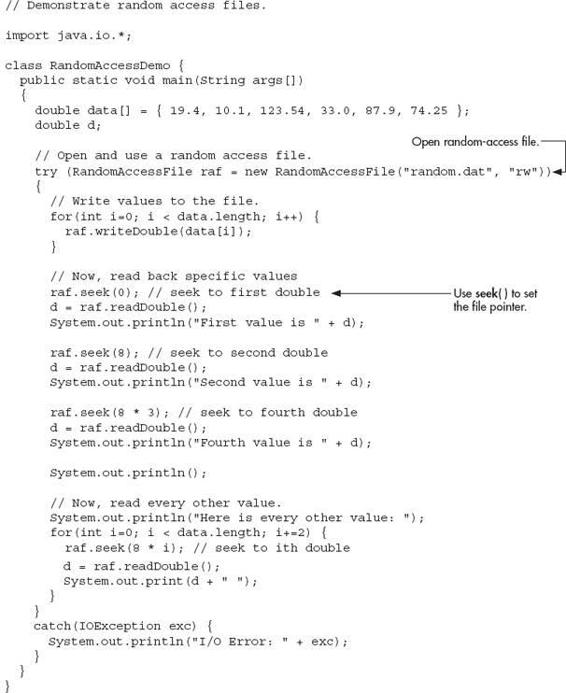 // Demonstrate random access files.
import java.io.*;
class RandomAccessDemo {
public static void main(String args[])
{
double data[] = { 19.4, 10.1, 123.54, 33.0, 87.9, 74.25 };
double d;
Open random-access file.
// Open and use a random access file.
try (RandomAccessFile raf = new RandomAccessFile("random.dat", "rw"))
{
// Write values to the file.
for(int i=0; i < data.length; i++) {
raf.writeDouble(data[i]);
}
// Now, read back specific values
raf.seek(0); // seek to first double
Use seek( ) to set
the file pointer.
d = raf.readDouble();
System.out.println("First value is " + d);
raf.seek(8); // seek to second double
d = raf.readDouble();
System.out.println("Second value is " + d);
raf.seek(8 * 3); // seek to fourth double
d = raf.readDouble();
System.out.println("Fourth value is " + d);
System.out.println();
// Now, read every other value.
System.out.println("Here is every other value: ");
for(int i=0; i < data.length; i+=2) {
raf.seek(8 * i); // seek to ith double
d = raf.readDouble();
System.out.print(d + " ");
}
}
catch(IOException exc) {
System.out.println("I/O Error: " + exc);
}
}
}